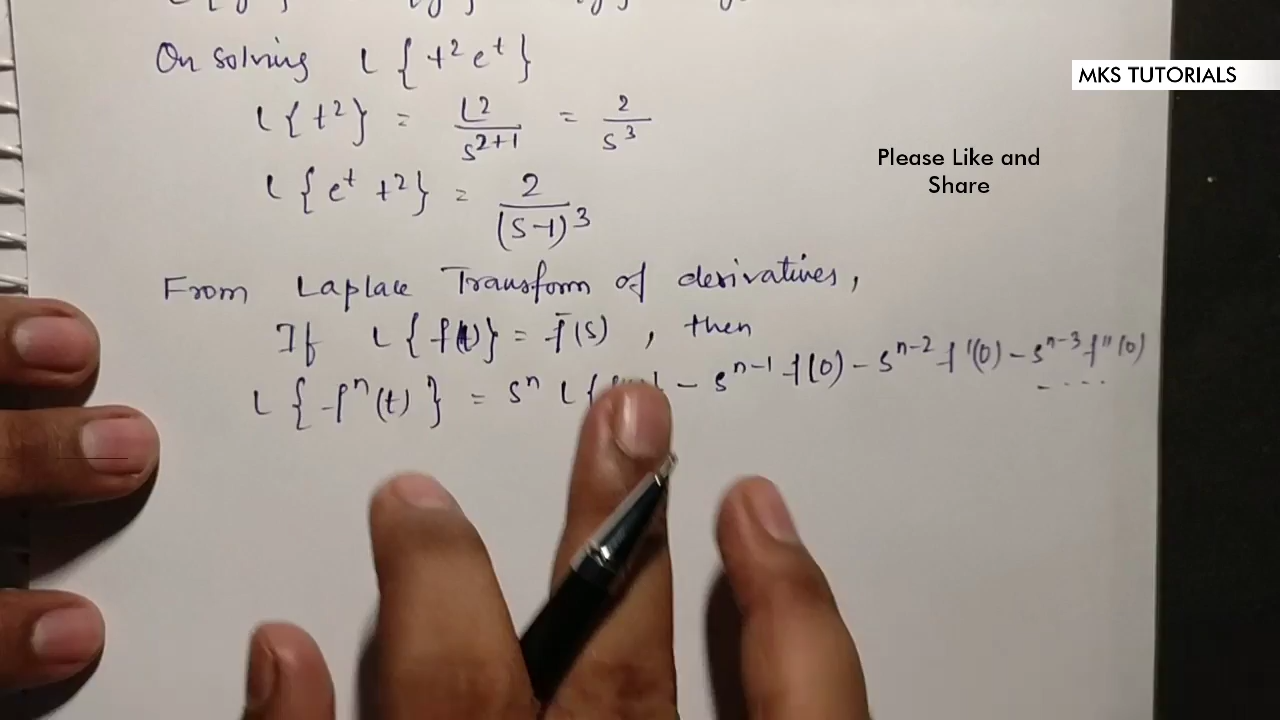 On solving L { t² eᵗ }
L { t² } = ∟2 / s²⁺¹ = 2 / s³
L { eᵗ t² } = 2 / (s-1)³
From Laplace Transform of derivatives,
If L { f(t) } = f̄(s) , then
L { fⁿ(t) } = sⁿ L { – sⁿ⁻¹ f(0) – sⁿ⁻² f'(0) – sⁿ⁻³ f''(0)
- - - -
MKS TUTORIALS
Please Like and
Share